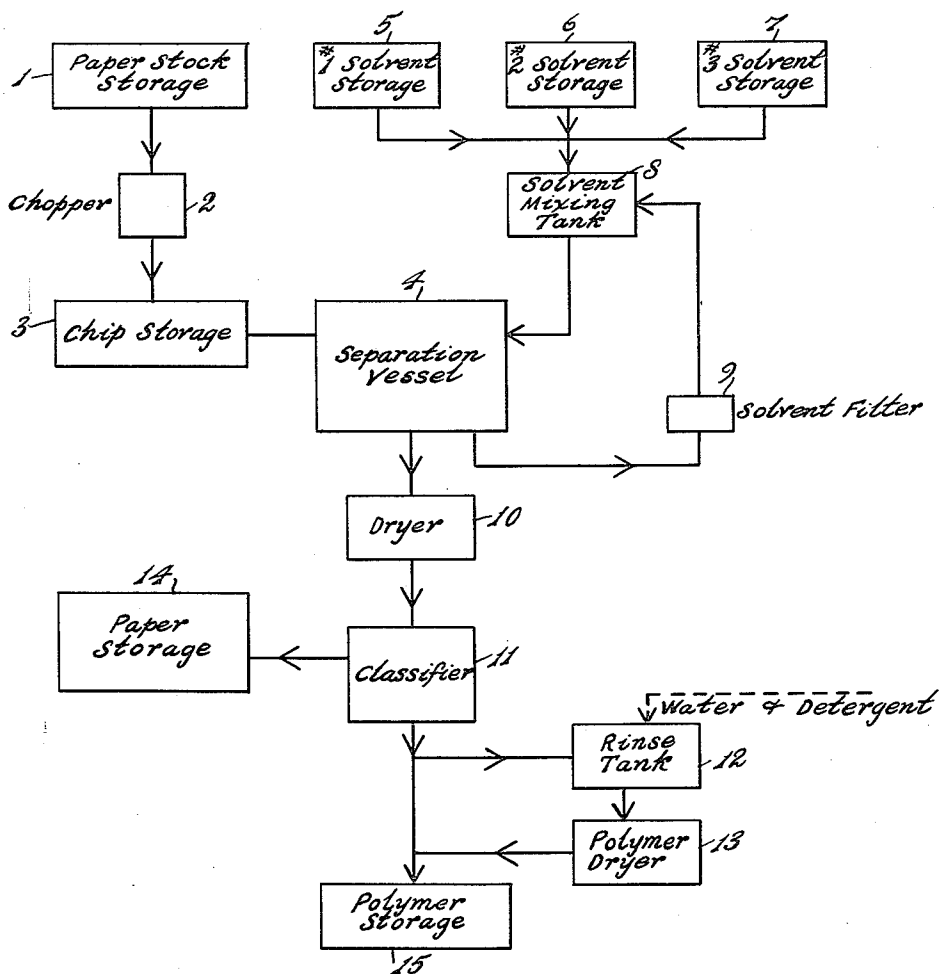 5
6
7
1
Paper Stock
Storage
#1 Solvent
Storage
#2 Solvent
Storage
#3 Solvent
Storage
8
Solvent
Mixing
Tank
Chopper
2
4
3
Chip Storage
Separation
Vessel
9
Solvent Filter
Dryer
10
14
Paper
Storage
Classifier
11
Water & Detergent
Rinse
Tank
12
Polymer
Dryer
13
Polymer
Storage
15